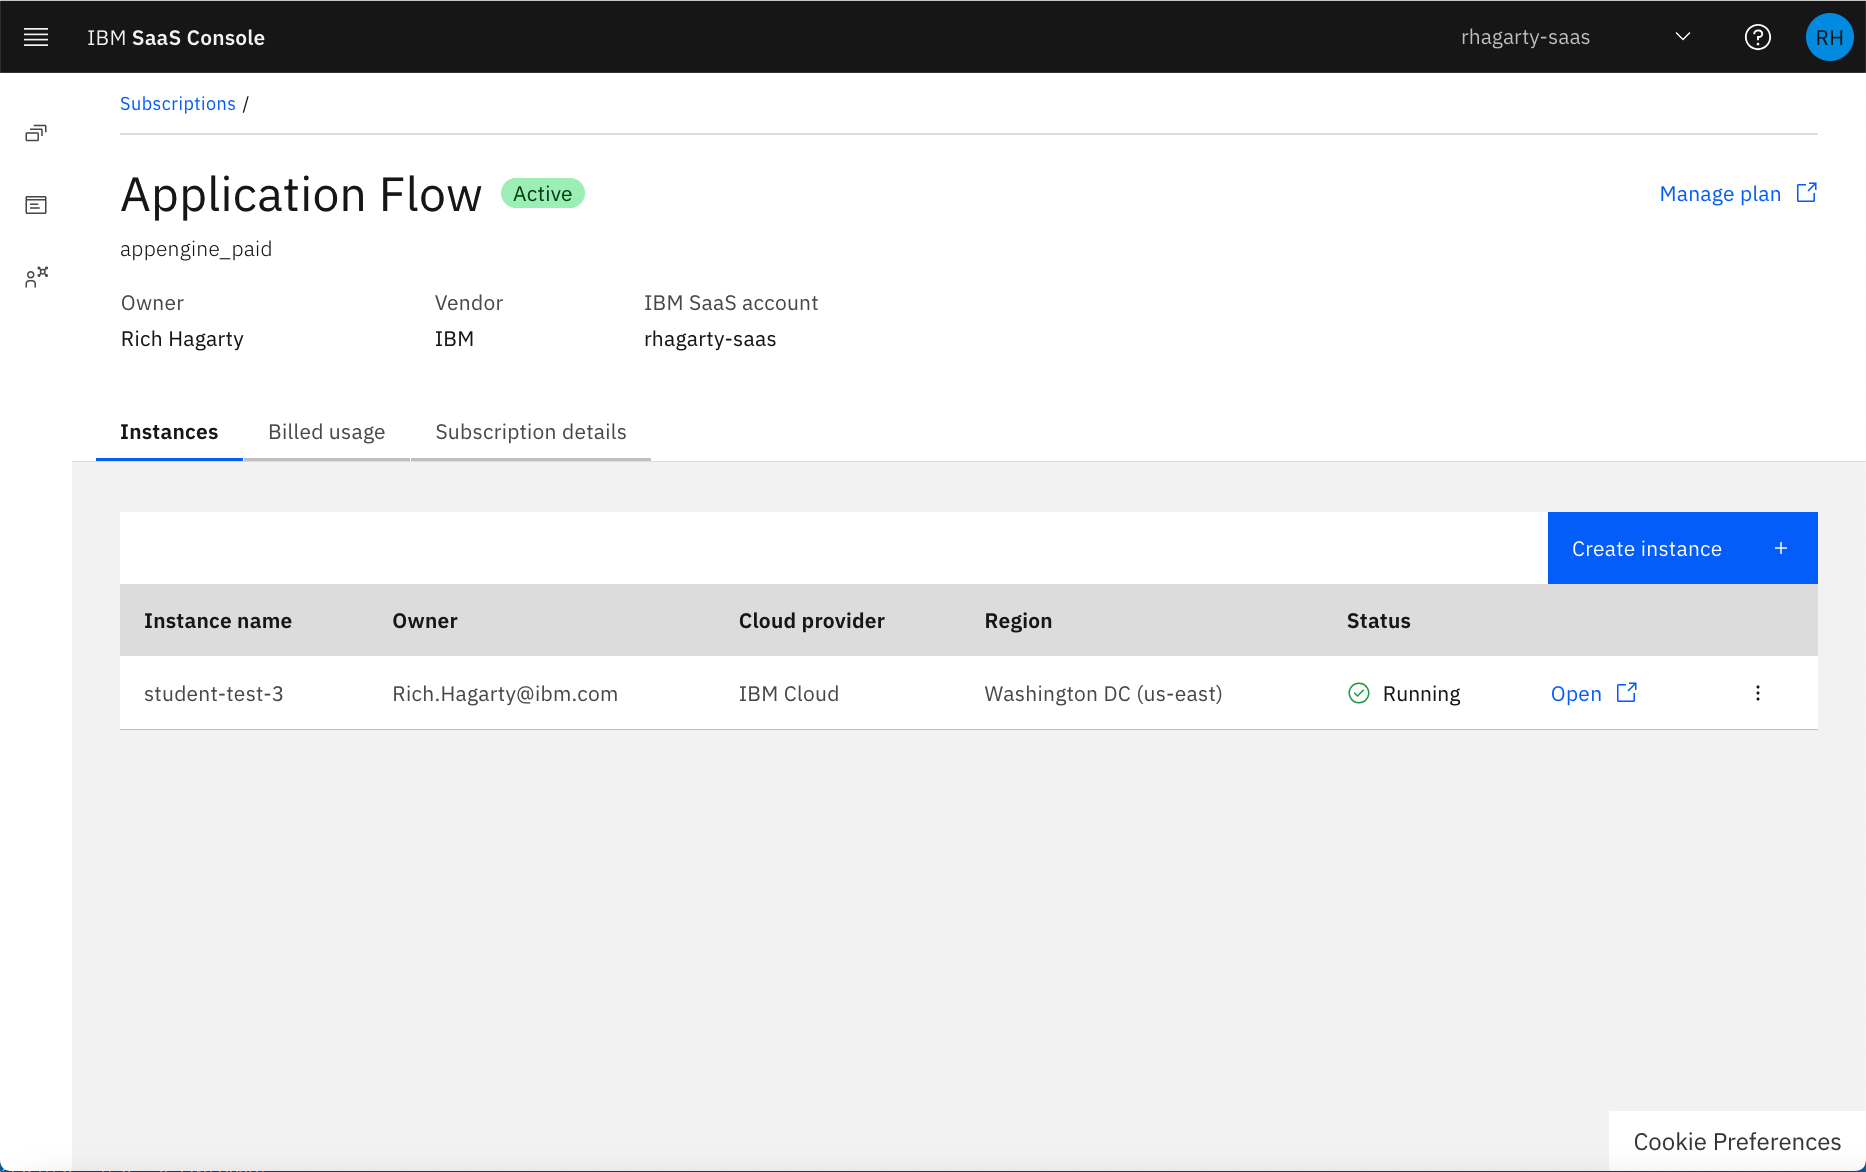 IBM SaaS Console
rhagarty-saas
RH
Subscriptions /
Application Flow
Active
Manage plan
appengine_paid
Owner
Vendor
IBM SaaS account
Rich Hagarty
IBM
rhagarty-saas
Instances
Billed usage
Subscription details
Create instance +
Instance name
Owner
Cloud provider
Region
Status
student-test-3
Rich.Hagarty@ibm.com
IBM Cloud
Washington DC (us-east)
Running
Open
Cookie Preferences